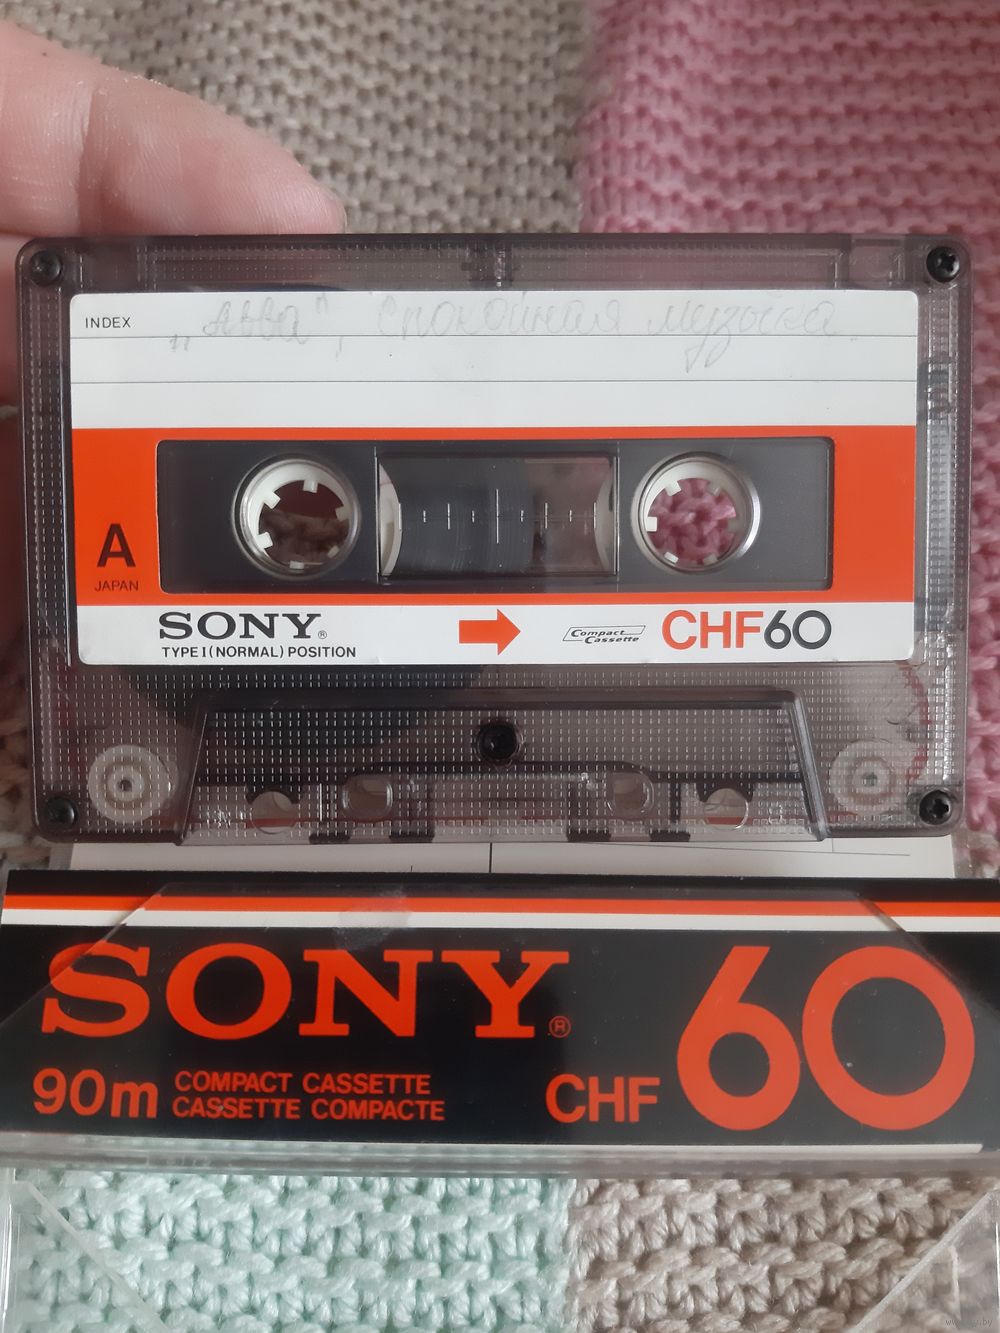 INDEX „Авва", Спокойная музыка.
A
JAPAN
SONY® Compact Cassette CHF60
TYPE I (NORMAL) POSITION
SONY® 60
90m COMPACT CASSETTE CHF
CASSETTE COMPACTE